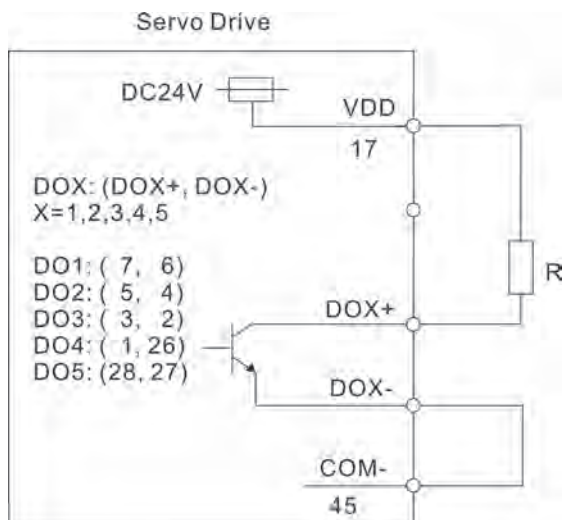 Servo Drive
DC24V
VDD
17
DOX: (DOX+, DOX-)
X=1,2,3,4,5
R
DO1: ( 7, 6)
DO2: ( 5, 4)
DO3: ( 3, 2)
DO4: ( 1, 26)
DO5: (28, 27)
DOX+
DOX-
COM-
45